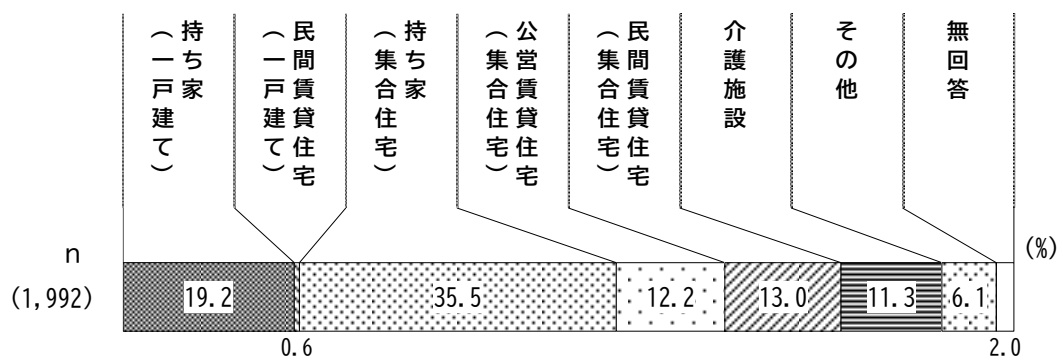 持ち家
（一戸建て）
民間賃貸住宅
（一戸建て）
持ち家
（集合住宅）
公営賃貸住宅
（集合住宅）
民間賃貸住宅
（集合住宅）
介護施設
その他
無回答
n
(%)
(1,992)
19.2
35.5
12.2
13.0
11.3
6.1
0.6
2.0